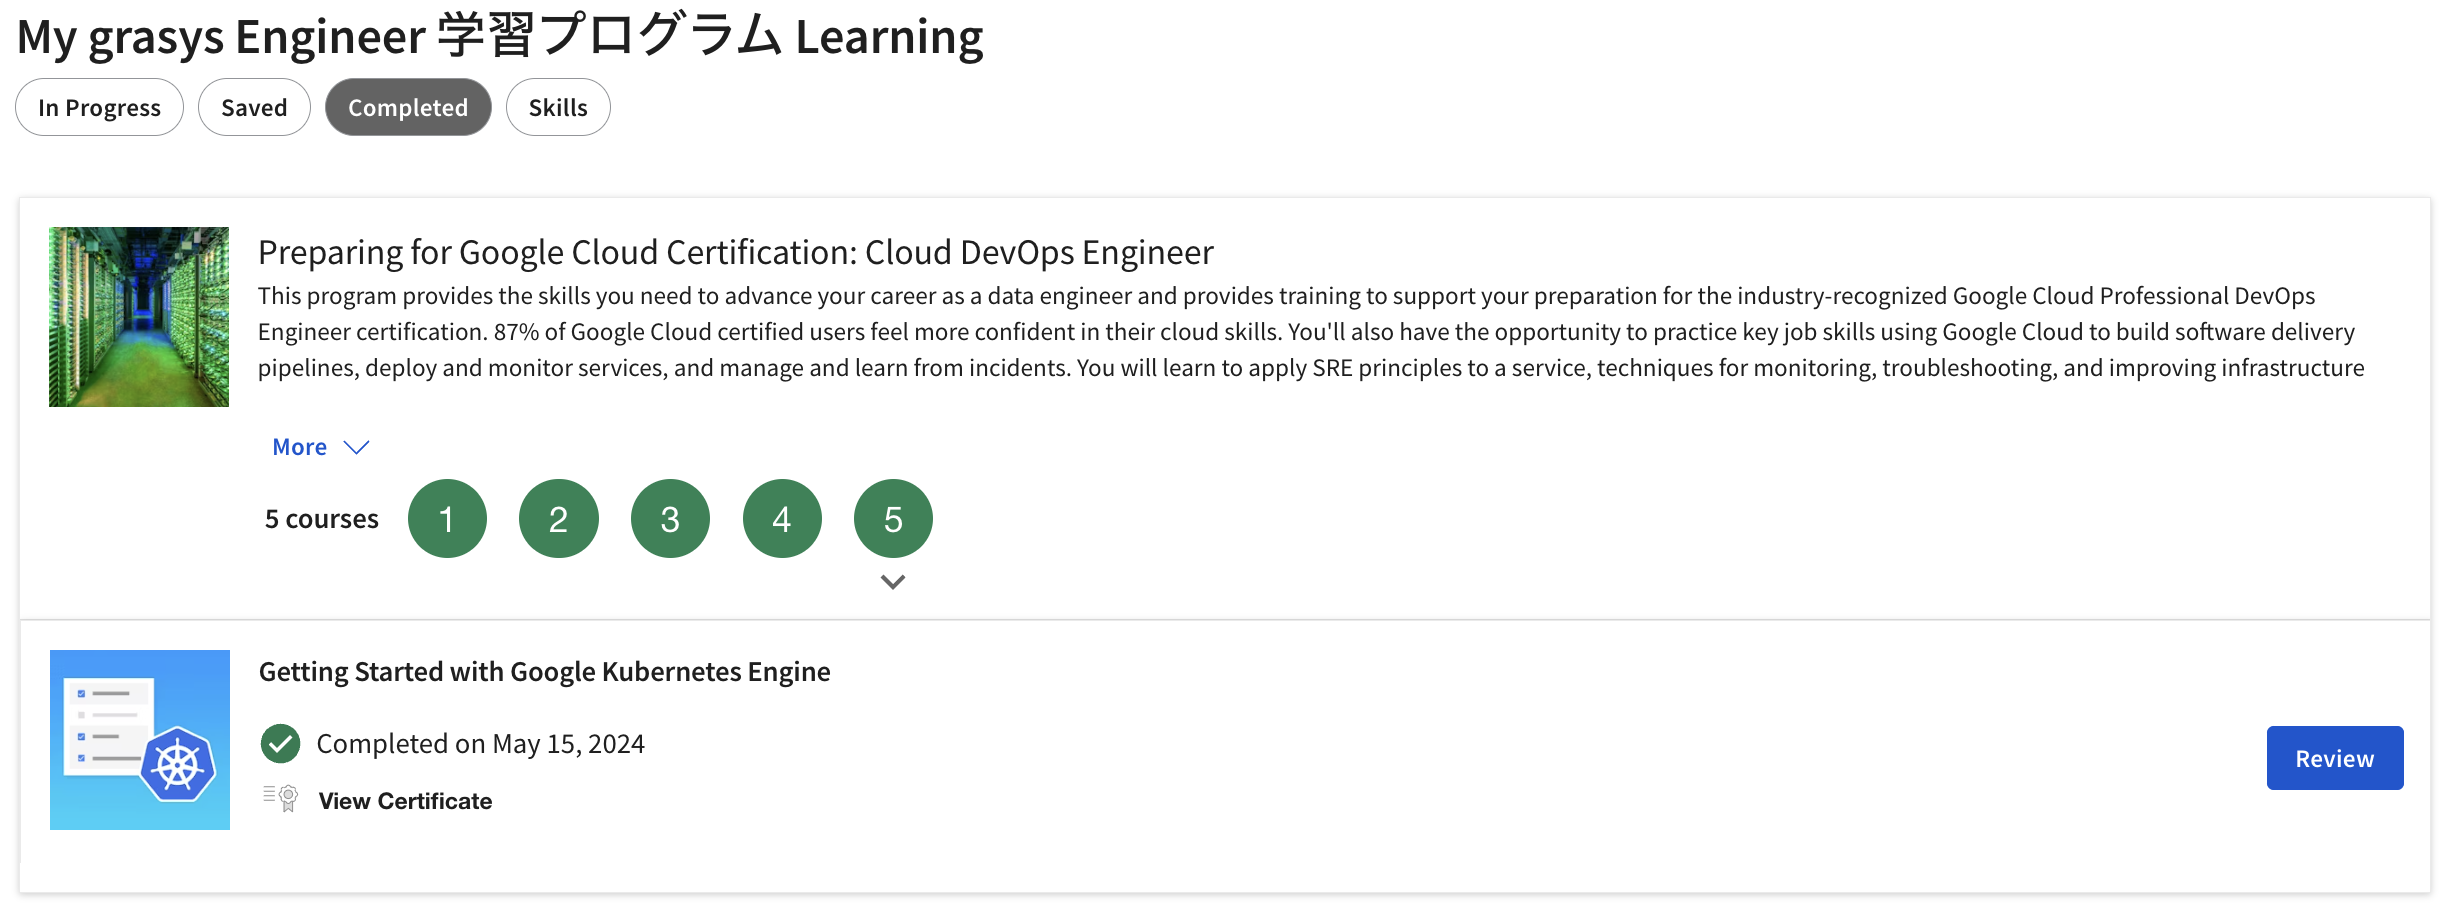 My grasys Engineer 学習プログラム Learning
In Progress
Saved
Completed
Skills
Preparing for Google Cloud Certification: Cloud DevOps Engineer
This program provides the skills you need to advance your career as a data engineer and provides training to support your preparation for the industry-recognized Google Cloud Professional DevOps
Engineer certification. 87% of Google Cloud certified users feel more confident in their cloud skills. You'll also have the opportunity to practice key job skills using Google Cloud to build software delivery
pipelines, deploy and monitor services, and manage and learn from incidents. You will learn to apply SRE principles to a service, techniques for monitoring, troubleshooting, and improving infrastructure
More
5 courses 1 2 3 4 5
Getting Started with Google Kubernetes Engine
Completed on May 15, 2024
View Certificate
Review